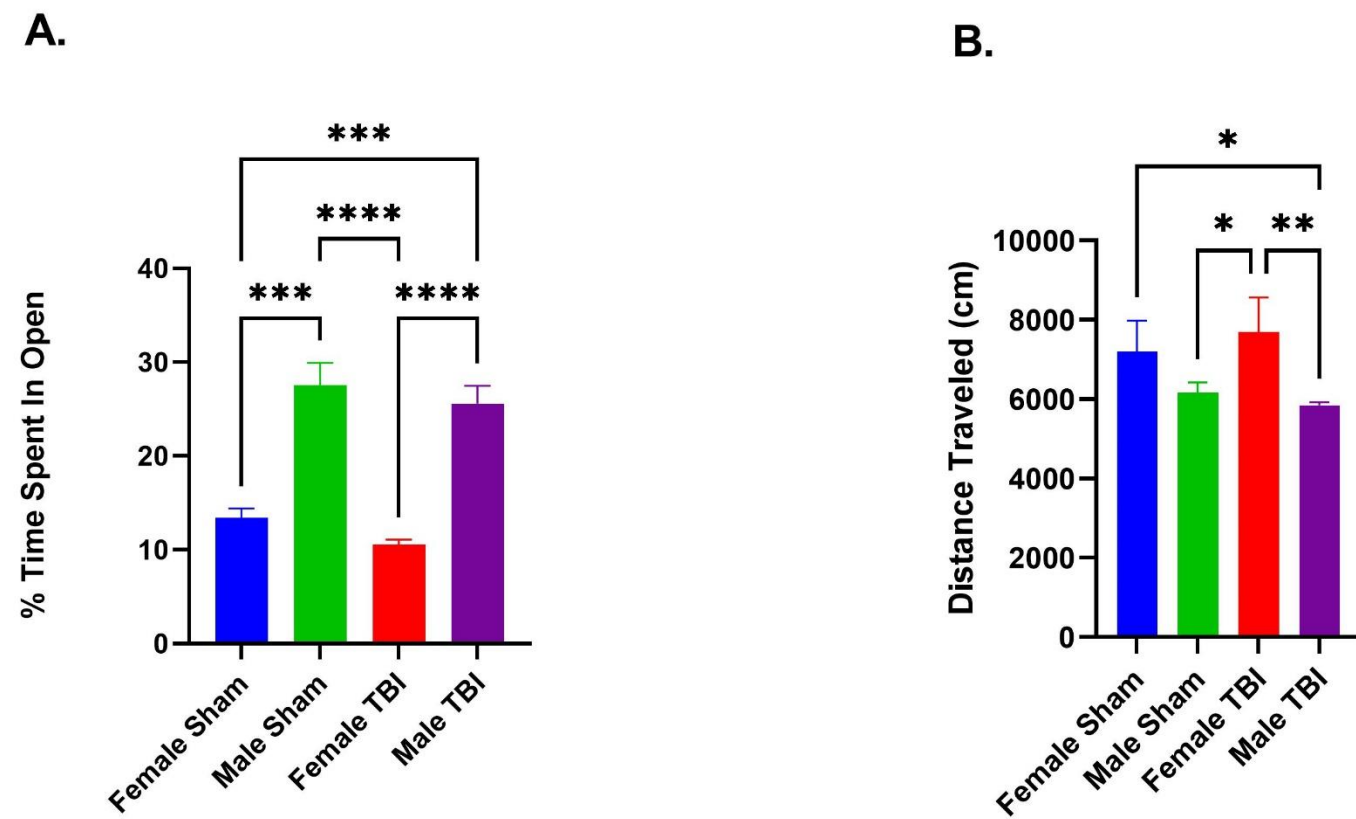 A.
% Time Spent In Open
***
****
***
****
40
30
20
10
0
Female Sham
Male Sham
Female TBI
Male TBI
B.
Distance Traveled (cm)
*
*
**
10000
8000
6000
4000
2000
0
Female Sham
Male Sham
Female TBI
Male TBI